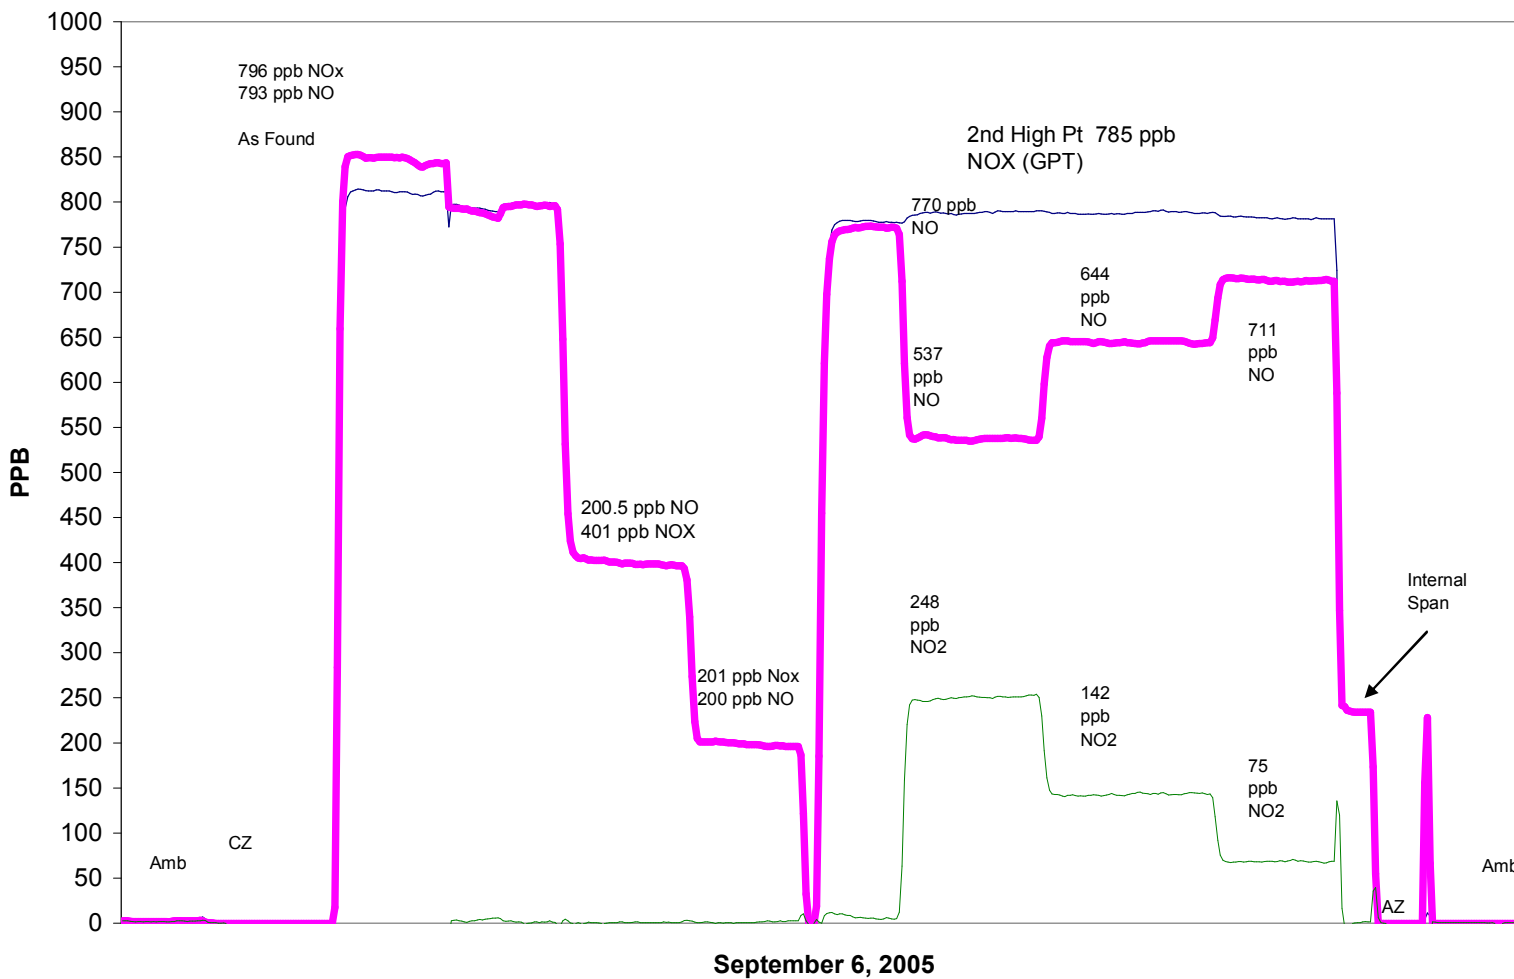 1000
950
900
850
800
750
700
650
600
550
500
450
400
350
300
250
200
150
100
50
0
PPB
796 ppb NOx
793 ppb NO
As Found
2nd High Pt 785 ppb
NOX (GPT)
770 ppb
NO
644
ppb
NO
711
ppb
NO
537
ppb
NO
200.5 ppb NO
401 ppb NOX
201 ppb Nox
200 ppb NO
248
ppb
NO2
142
ppb
NO2
75
ppb
NO2
Internal
Span
Amb
CZ
AZ
Amb
September 6, 2005